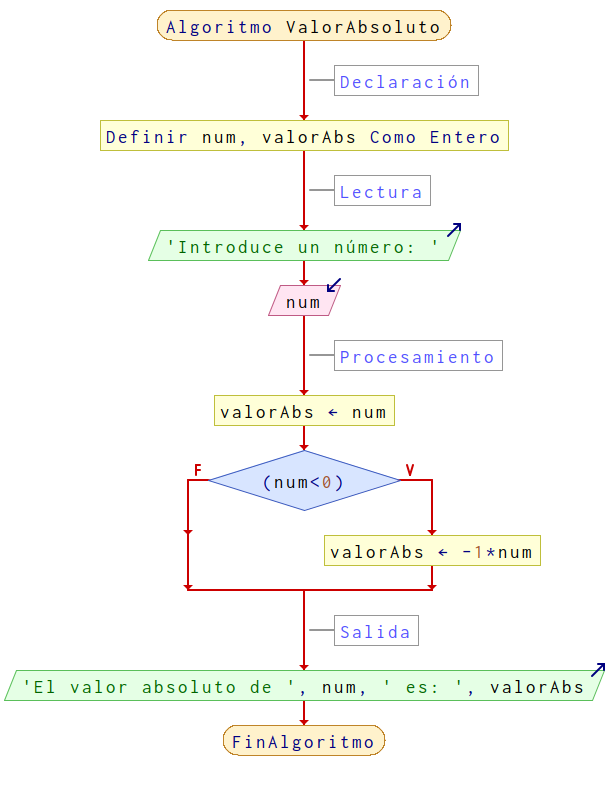 Algoritmo ValorAbsoluto
Declaración
Definir num, valorAbs Como Entero
Lectura
'Introduce un número: '
num
Procesamiento
valorAbs ← num
F
V
(num<0)
valorAbs ← -1*num
Salida
'El valor absoluto de ', num, ' es: ', valorAbs
FinAlgoritmo